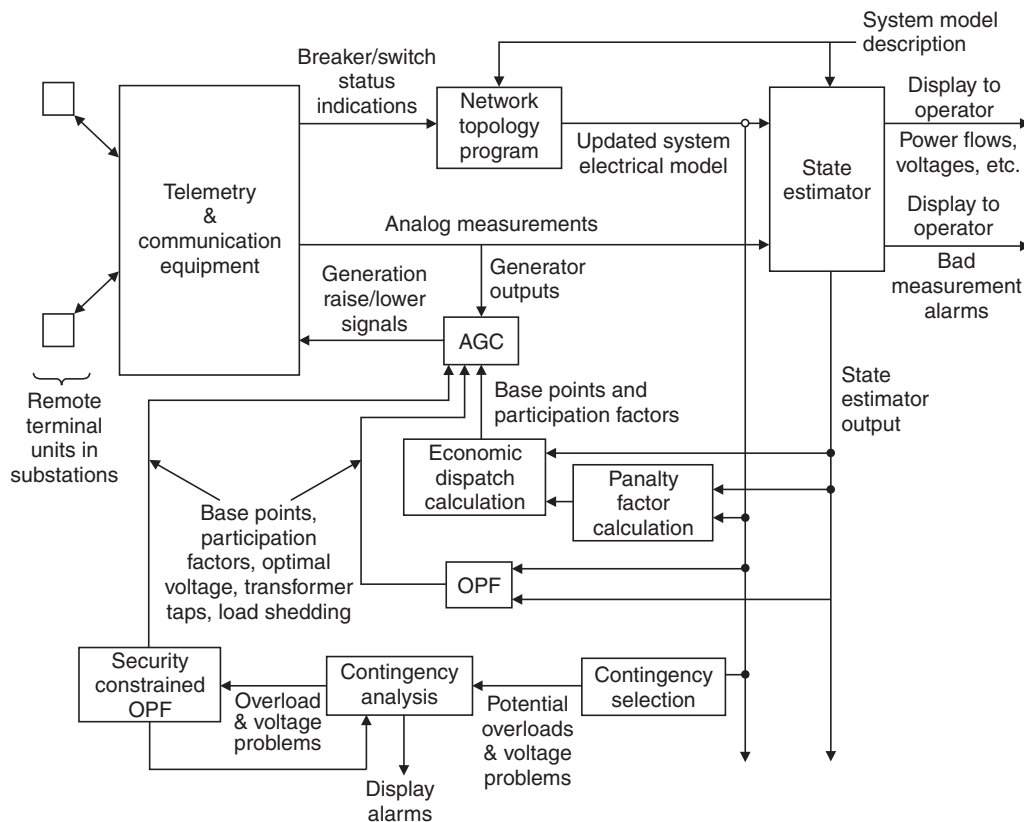 System model
description
Breaker/switch
status
indications
Network
topology
program
Updated system
electrical model
State
estimator
Display to
operator
Power flows,
voltages, etc.
Display to
operator
Bad
measurement
alarms
Telemetry
&
communication
equipment
Analog measurements
Generator
outputs
Generation
raise/lower
signals
AGC
Remote
terminal
units in
substations
Base points and
participation factors
State
estimator
output
Economic
dispatch
calculation
Panalty
factor
calculation
Base points,
participation
factors, optimal
voltage, transformer
taps, load shedding
OPF
Security
constrained
OPF
Overload
& voltage
problems
Contingency
analysis
Potential
overloads
& voltage
problems
Contingency
selection
Display
alarms